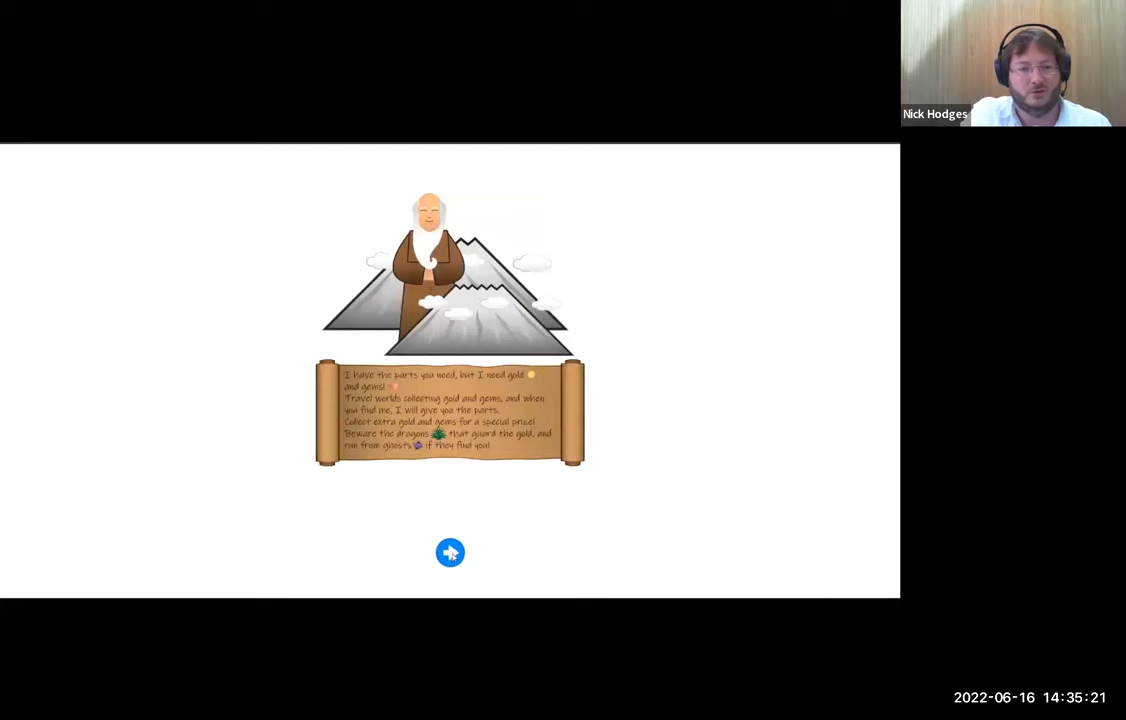 Nick Hodges
I have the parts you need, but I need gold
and gems!
Travel worlds collecting gold and gems, and when
you find me, I will give you the parts.
Collect extra gold and gems for a special prize!
Beware the dragons that guard the gold, and
run from ghosts if they find you!
2022-06-16 14:35:21